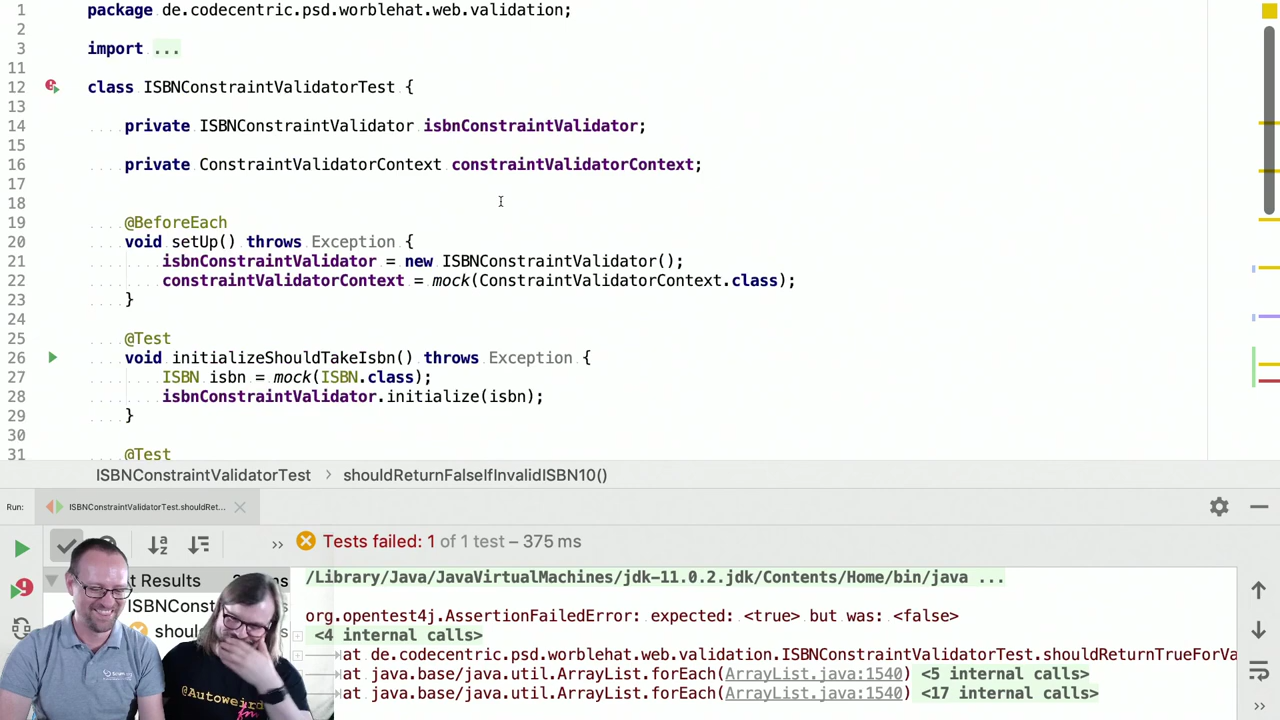 1 package de.codecentric.psd.worblehat.web.validation;
2
3 import ...
11
12 class ISBNConstraintValidatorTest {
13
14 private ISBNConstraintValidator isbnConstraintValidator;
15
16 private ConstraintValidatorContext constraintValidatorContext;
17
18
19 @BeforeEach
20 void setUp() throws Exception {
21 isbnConstraintValidator = new ISBNConstraintValidator();
22 constraintValidatorContext = mock(ConstraintValidatorContext.class);
23 }
24
25 @Test
26 void initializeShouldTakeIsbn() throws Exception {
27 ISBN isbn = mock(ISBN.class);
28 isbnConstraintValidator.initialize(isbn);
29 }
30
31 @Test
ISBNConstraintValidatorTest › shouldReturnFalseIfInvalidISBN10()
Run: ISBNConstraintValidatorTest.shouldRet...
>> Tests failed: 1 of 1 test – 375 ms
t Results
/Library/Java/JavaVirtualMachines/jdk-11.0.2.jdk/Contents/Home/bin/java ...
ISBNCons
org.opentest4j.AssertionFailedError: expected: <true> but was: <false>
shou
<4 internal calls>
at de.codecentric.psd.worblehat.web.validation.ISBNConstraintValidatorTest.shouldReturnTrueForVa
at java.base/java.util.ArrayList.forEach(ArrayList.java:1540) <5 internal calls>
at java.base/java.util.ArrayList.forEach(ArrayList.java:1540) <17 internal calls>
@Autoweird